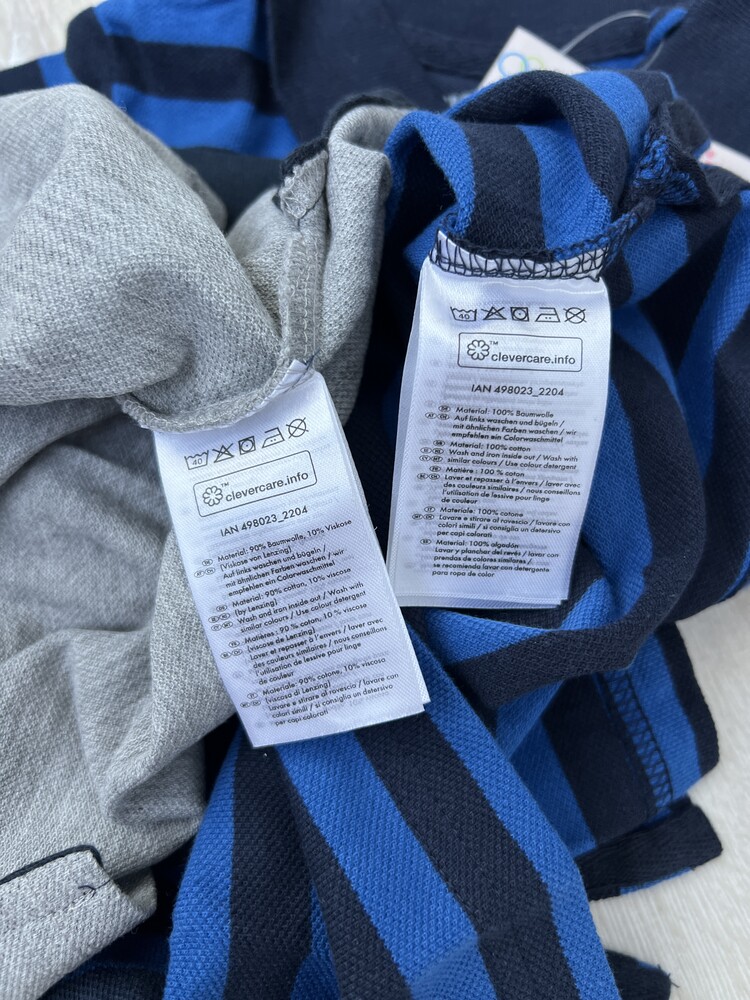 40
clevercare.info
™
IAN 498023_2204
Material: 90% Baumwolle, 10% Viskose
(Viskose von Lenzing)
Auf links waschen und bügeln /
mit ähnlichen Farben waschen / wir
empfehlen ein Colorwaschmittel
Material: 90% cotton, 10% viscose
(by Lenzing)
Wash and iron inside out / Wash with
similar colours / Use colour detergent
Matières : 90 % coton, 10 % viscose
(viscose de Lenzing)
Laver et repasser à l'envers / laver avec
des couleurs similaires / nous conseillons
l'utilisation de lessive pour linge
de couleur
Materiale: 90% cotone, 10% viscosa
(viscosa di Lenzing)
Lavare e stirare al rovescio / lavare con
colori simili / si consiglia un detersivo
per capi colorati
40
clevercare.info
™
IAN 498023_2204
Material: 100% Baumwolle
Auf links waschen und bügeln /
mit ähnlichen Farben waschen / wir
empfehlen ein Colorwaschmittel
Material: 100% cotton
Wash and iron inside out / Wash with
similar colours / Use colour detergent
Matière : 100 % coton
Laver et repasser à l'envers / laver avec
des couleurs similaires / nous conseillons
l'utilisation de lessive pour linge
de couleur
Materiale: 100% cotone
Lavare e stirare al rovescio / lavare con
colori simili / si consiglia un detersivo
per capi colorati
Material: 100% algodón
Lavar y planchar del revés / lavar con
prendas de colores similares /
se recomienda lavar con detergente
para ropa de color